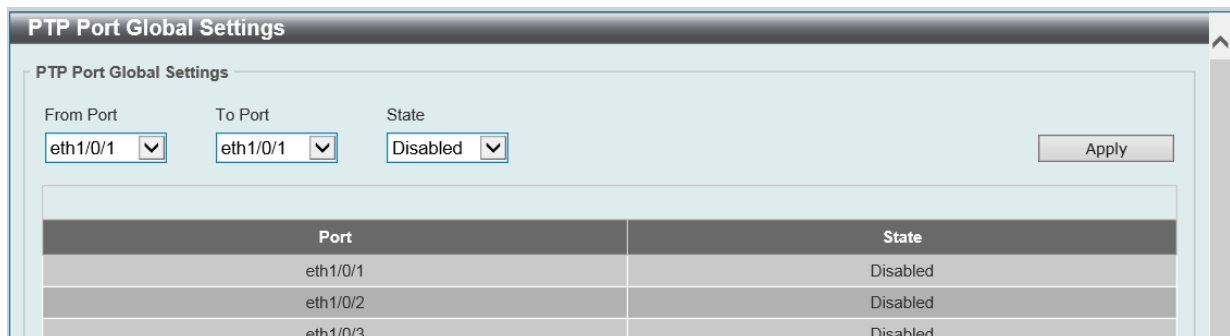 PTP Port Global Settings
PTP Port Global Settings
From Port To Port State
eth1/0/1 eth1/0/1 Disabled Apply
Port State
eth1/0/1 Disabled
eth1/0/2 Disabled
eth1/0/3 Disabled